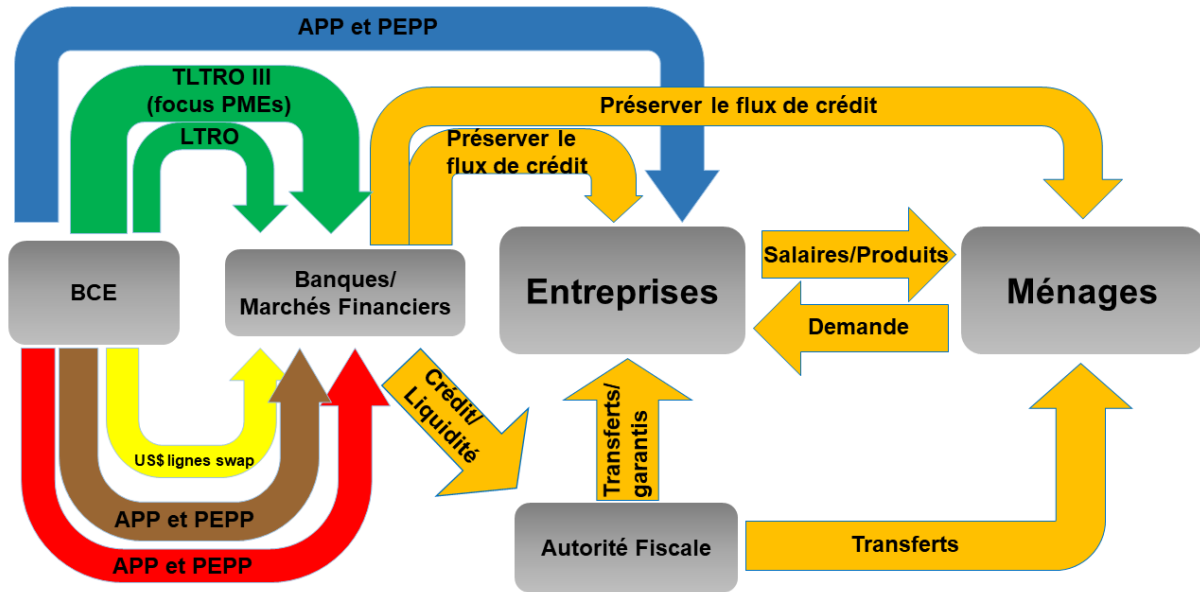 APP et PEPP
TLTRO III
(focus PMEs)
LTRO
Préserver le flux de crédit
Préserver le
flux de crédit
BCE
Banques/
Marchés Financiers
Entreprises
Salaires/Produits
Demande
Ménages
US$ lignes swap
APP et PEPP
APP et PEPP
Crédit/
Liquidité
Transferts/
garantis
Autorité Fiscale
Transferts